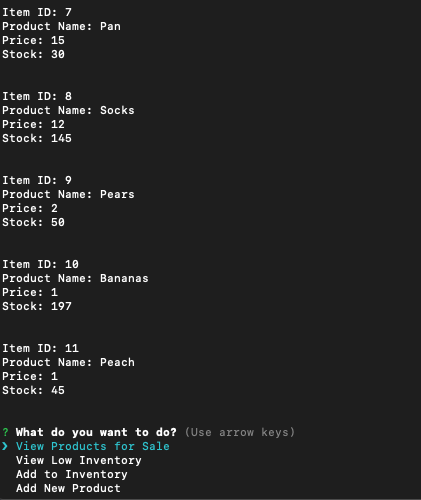 Item ID: 7
Product Name: Pan
Price: 15
Stock: 30
Item ID: 8
Product Name: Socks
Price: 12
Stock: 145
Item ID: 9
Product Name: Pears
Price: 2
Stock: 50
Item ID: 10
Product Name: Bananas
Price: 1
Stock: 197
Item ID: 11
Product Name: Peach
Price: 1
Stock: 45
? What do you want to do? (Use arrow keys)
❯ View Products for Sale
View Low Inventory
Add to Inventory
Add New Product